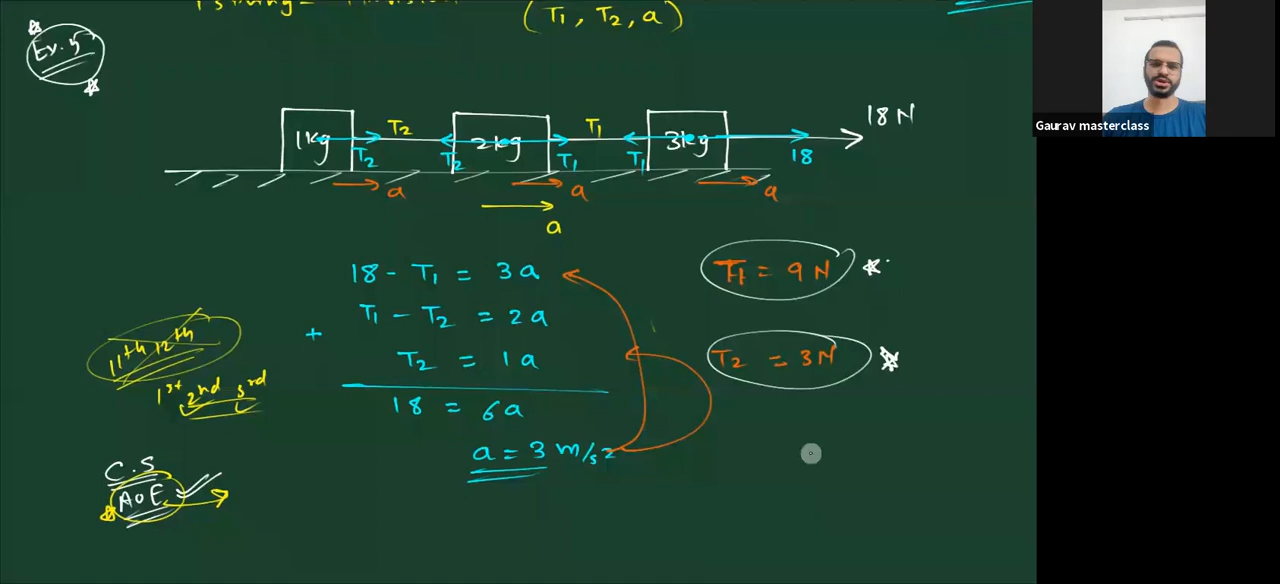 (T₁, T₂, a)
Ex. 5
18 N
1kg T₂ 2kg T₁ 3kg
T₂ T₂ T₁ T₁ 18
a a a
a
18 - T₁ = 3a
T₁ = 9 N
T₁ - T₂ = 2a
+
11th 12th
T₂ = 1a
T₂ = 3N
1st 2nd 3rd
18 = 6a
a = 3 m/s2
C.S
AOE
Gaurav masterclass